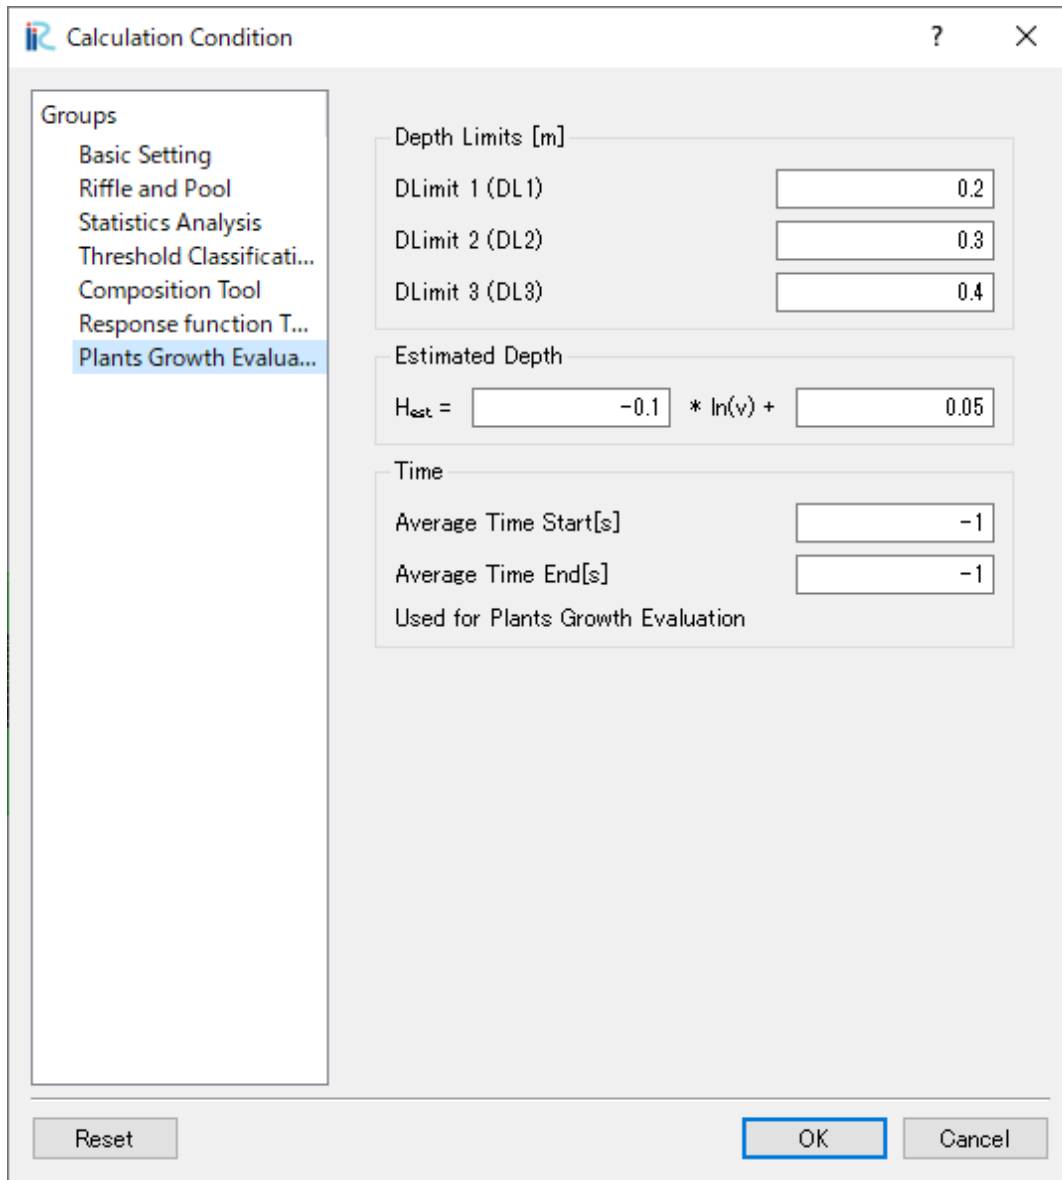 Calculation Condition
?
Groups
Basic Setting
Riffle and Pool
Statistics Analysis
Threshold Classificati...
Composition Tool
Response function T...
Plants Growth Evalua...
Depth Limits [m]
DLimit 1 (DL1) 0.2
DLimit 2 (DL2) 0.3
DLimit 3 (DL3) 0.4
Estimated Depth
Hest = -0.1 * ln(v) + 0.05
Time
Average Time Start[s] -1
Average Time End[s] -1
Used for Plants Growth Evaluation
Reset OK Cancel